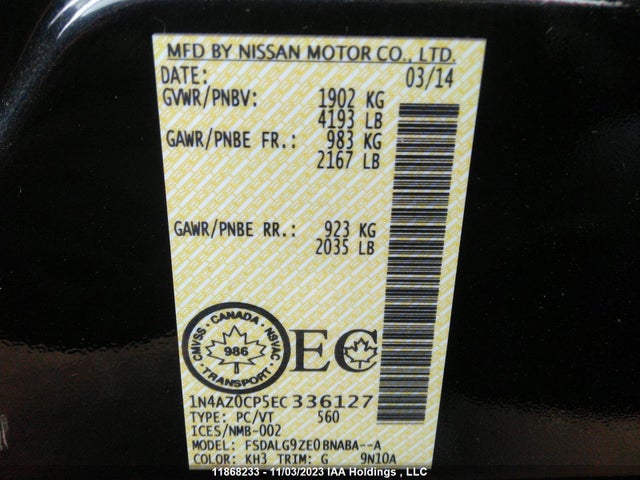 MFD BY NISSAN MOTOR CO., LTD.
DATE: 03/14
GVWR/PNBV: 1902 KG
4193 LB
GAWR/PNBE FR.: 983 KG
2167 LB
GAWR/PNBE RR.: 923 KG
2035 LB
CMVSS · CANADA · NSVAC
986
TRANSPORT
EC
1N4AZ0CP5EC336127
TYPE: PC/VT 560
ICES/NMB-002
MODEL: FSDALG9ZE0BNABA--A
COLOR: KH3 TRIM: G 9N10A
11868233 - 11/03/2023 IAA Holdings , LLC